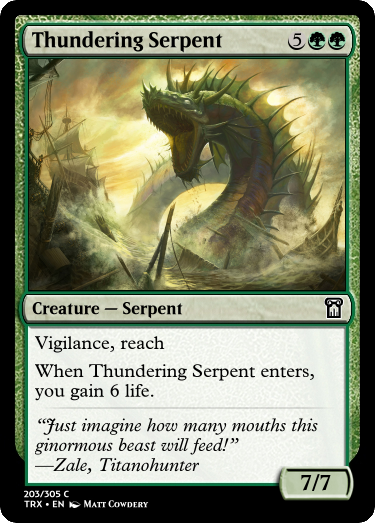 Thundering Serpent 5
Creature — Serpent
Vigilance, reach
When Thundering Serpent enters,
you gain 6 life.
“Just imagine how many mouths this
ginormous beast will feed!”
—Zale, Titanohunter
7/7
203/305 C
TRX • EN Matt Cowdery